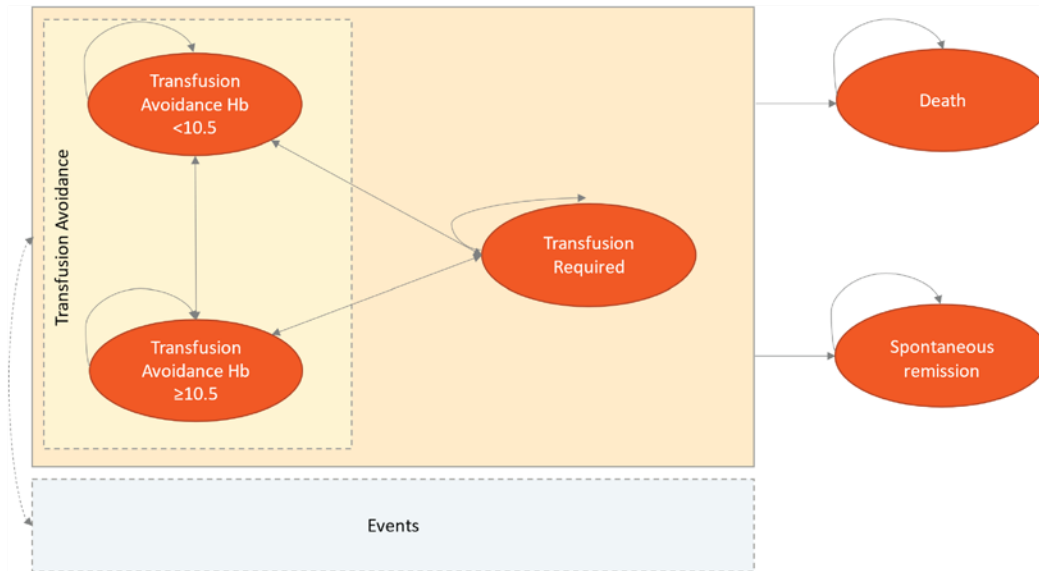 Transfusion
Avoidance Hb
<10.5
Transfusion Avoidance
Transfusion
Avoidance Hb
≥10.5
Transfusion
Required
Death
Spontaneous
remission
Events